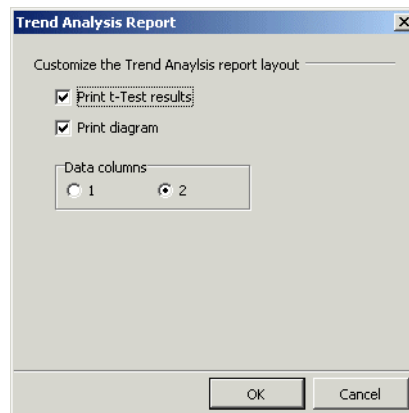 Trend Analysis Report
Customize the Trend Anaylsis report layout
Print t-Test results
Print diagram
Data columns
1 2
OK Cancel